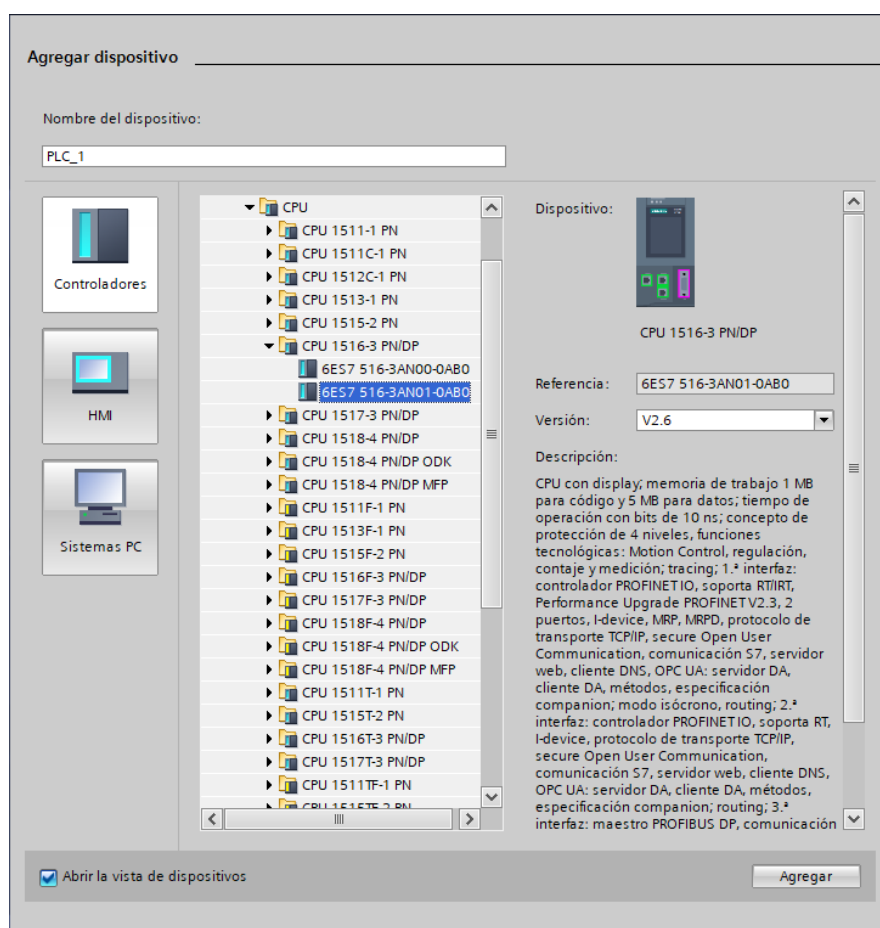 Agregar dispositivo
Nombre del dispositivo:
PLC_1
Controladores
HMI
Sistemas PC
CPU
CPU 1511-1 PN
CPU 1511C-1 PN
CPU 1512C-1 PN
CPU 1513-1 PN
CPU 1515-2 PN
CPU 1516-3 PN/DP
6ES7 516-3AN00-0AB0
6ES7 516-3AN01-0AB0
CPU 1517-3 PN/DP
CPU 1518-4 PN/DP
CPU 1518-4 PN/DP ODK
CPU 1518-4 PN/DP MFP
CPU 1511F-1 PN
CPU 1513F-1 PN
CPU 1515F-2 PN
CPU 1516F-3 PN/DP
CPU 1517F-3 PN/DP
CPU 1518F-4 PN/DP
CPU 1518F-4 PN/DP ODK
CPU 1518F-4 PN/DP MFP
CPU 1511T-1 PN
CPU 1515T-2 PN
CPU 1516T-3 PN/DP
CPU 1517T-3 PN/DP
CPU 1511TF-1 PN
CPU 1515TF-2 PN
Dispositivo:
CPU 1516-3 PN/DP
Referencia:
6ES7 516-3AN01-0AB0
Versión:
V2.6
Descripción:
CPU con display; memoria de trabajo 1 MB
para código y 5 MB para datos; tiempo de
operación con bits de 10 ns; concepto de
protección de 4 niveles, funciones
tecnológicas: Motion Control, regulación,
contaje y medición; tracing; 1.ª interfaz:
controlador PROFINET IO, soporta RT/IRT,
Performance Upgrade PROFINET V2.3, 2
puertos, I-device, MRP, MRPD, protocolo de
transporte TCP/IP, secure Open User
Communication, comunicación S7, servidor
web, cliente DNS, OPC UA: servidor DA,
cliente DA, métodos, especificación
companion; modo isócrono, routing; 2.ª
interfaz: controlador PROFINET IO, soporta RT,
I-device, protocolo de transporte TCP/IP,
secure Open User Communication,
comunicación S7, servidor web, cliente DNS,
OPC UA: servidor DA, cliente DA, métodos,
especificación companion; routing; 3.ª
interfaz: maestro PROFIBUS DP, comunicación
Abrir la vista de dispositivos
Agregar